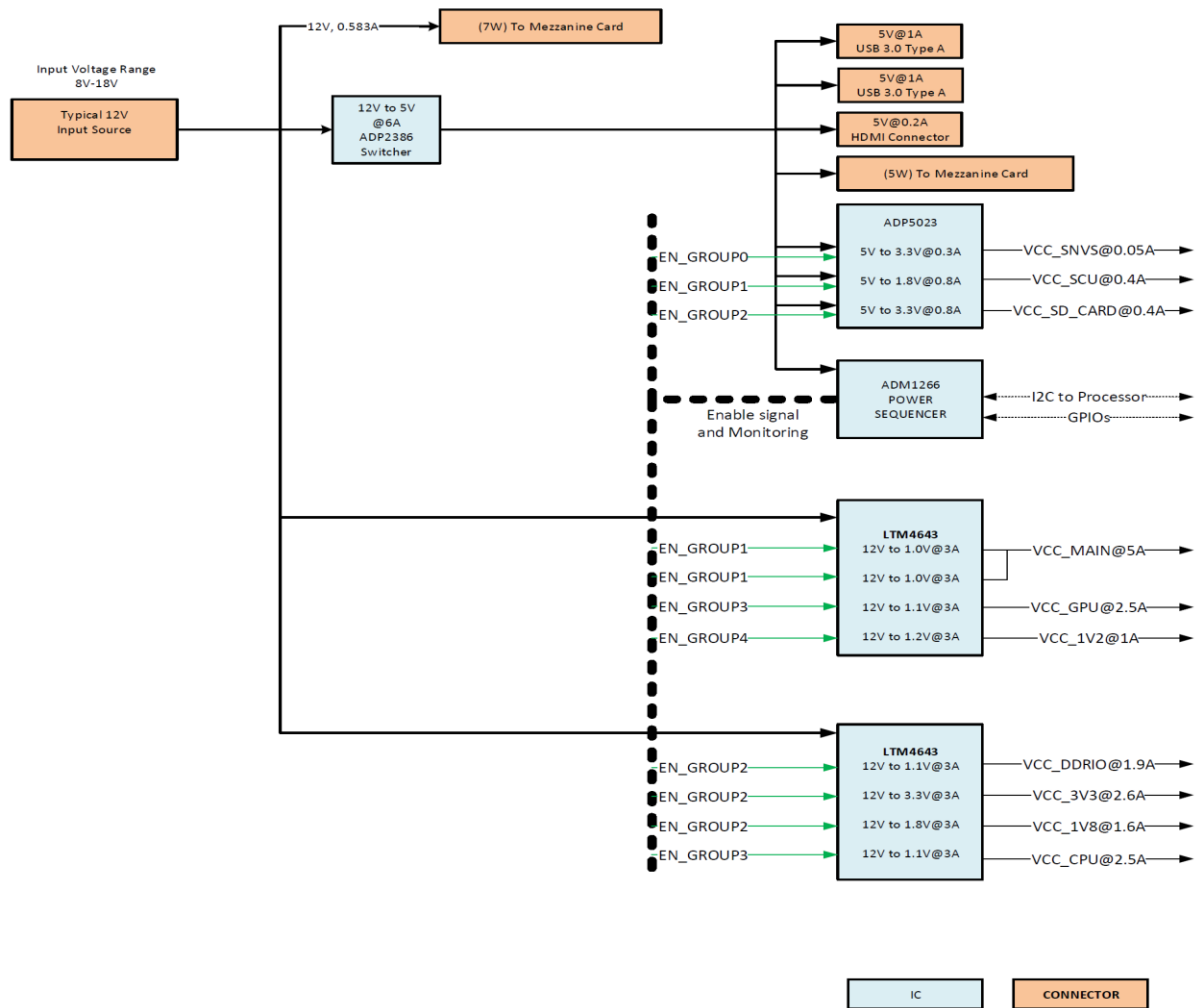 12V, 0.583A
(7W) To Mezzanine Card
5V@1A
USB 3.0 Type A
Input Voltage Range
8V-18V
5V@1A
USB 3.0 Type A
Typical 12V
Input Source
12V to 5V
@6A
ADP2386
Switcher
5V@0.2A
HDMI Connector
(5W) To Mezzanine Card
ADP5023
EN_GROUP0
5V to 3.3V@0.3A
VCC_SNVS@0.05A
EN_GROUP1
5V to 1.8V@0.8A
VCC_SCU@0.4A
EN_GROUP2
5V to 3.3V@0.8A
VCC_SD_CARD@0.4A
ADM1266
POWER
SEQUENCER
I2C to Processor
GPIOs
Enable signal
and Monitoring
LTM4643
EN_GROUP1
12V to 1.0V@3A
VCC_MAIN@5A
EN_GROUP1
12V to 1.0V@3A
EN_GROUP3
12V to 1.1V@3A
VCC_GPU@2.5A
EN_GROUP4
12V to 1.2V@3A
VCC_1V2@1A
LTM4643
EN_GROUP2
12V to 1.1V@3A
VCC_DDRIO@1.9A
EN_GROUP2
12V to 3.3V@3A
VCC_3V3@2.6A
EN_GROUP2
12V to 1.8V@3A
VCC_1V8@1.6A
EN_GROUP3
12V to 1.1V@3A
VCC_CPU@2.5A
IC
CONNECTOR